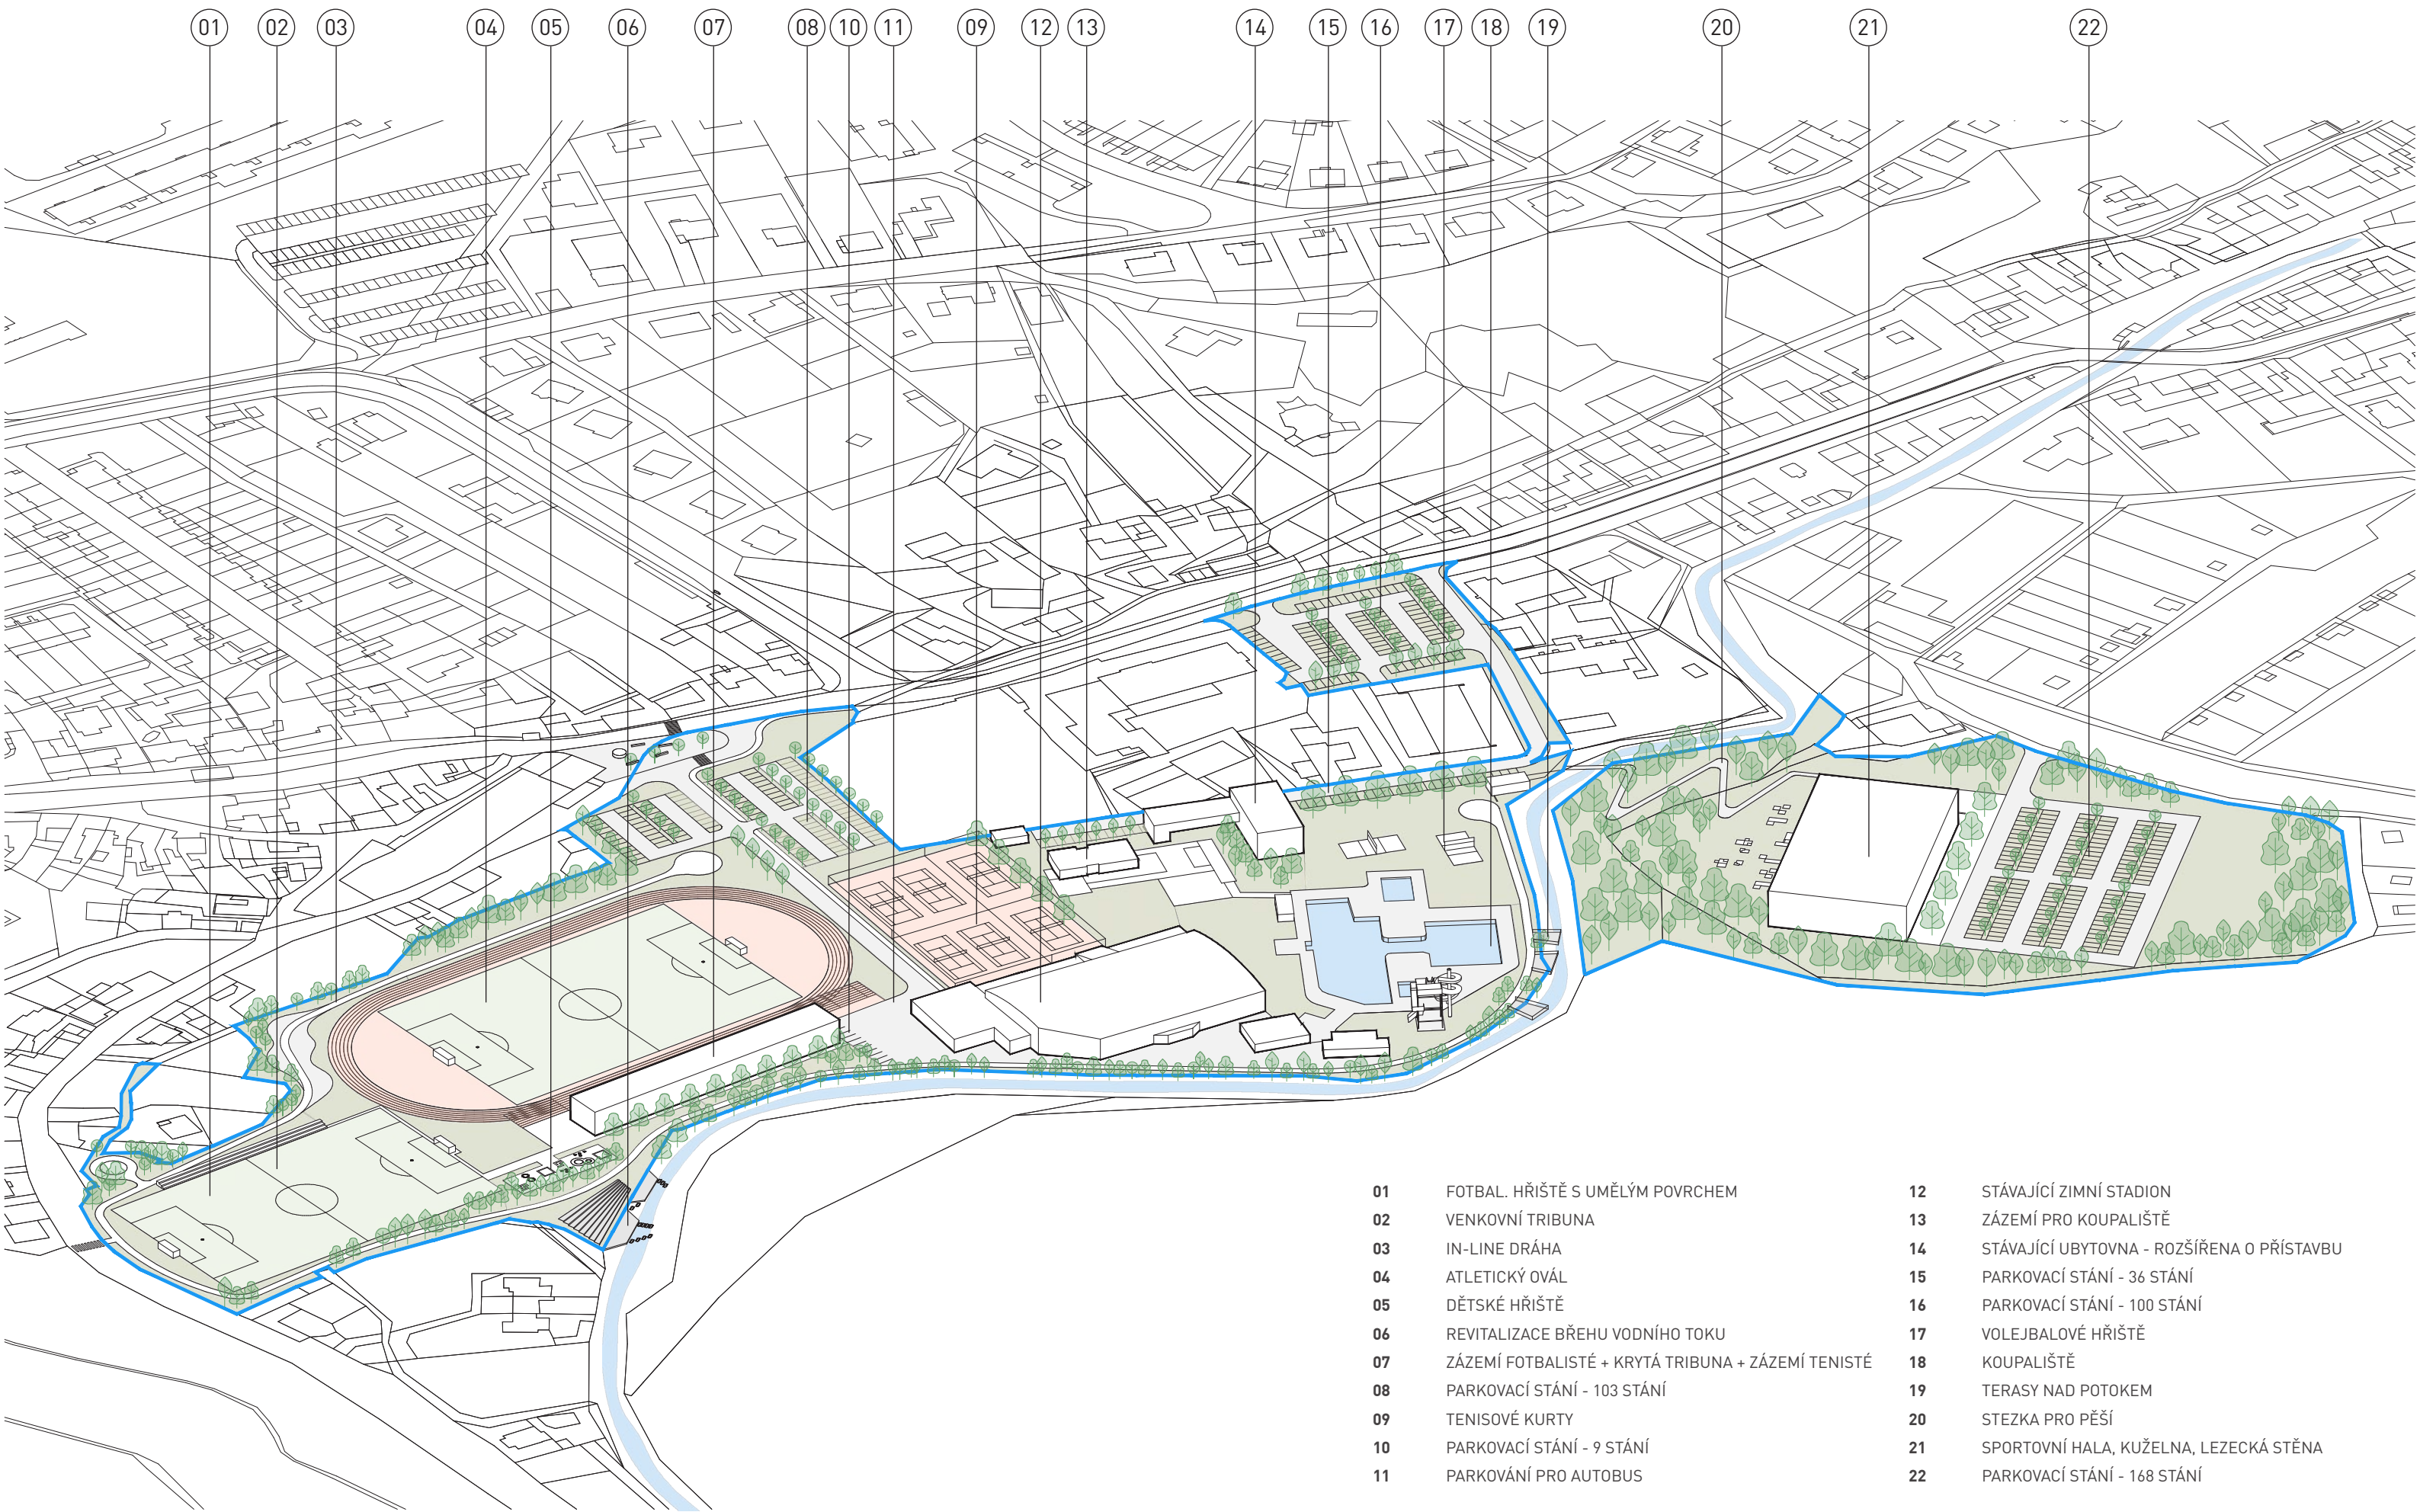 01 02 03 04 05 06 07 08 10 11 09 12 13 14 15 16 17 18 19 20 21 22
01 FOTBAL. HŘIŠTĚ S UMĚLÝM POVRCHEM
02 VENKOVNÍ TRIBUNA
03 IN-LINE DRÁHA
04 ATLETICKÝ OVÁL
05 DĚTSKÉ HŘIŠTĚ
06 REVITALIZACE BŘEHU VODNÍHO TOKU
07 ZÁZEMÍ FOTBALISTÉ + KRYTÁ TRIBUNA + ZÁZEMÍ TENISTÉ
08 PARKOVACÍ STÁNÍ - 103 STÁNÍ
09 TENISOVÉ KURTY
10 PARKOVACÍ STÁNÍ - 9 STÁNÍ
11 PARKOVÁNÍ PRO AUTOBUS
12 STÁVAJÍCÍ ZIMNÍ STADION
13 ZÁZEMÍ PRO KOUPALIŠTĚ
14 STÁVAJÍCÍ UBYTOVNA - ROZŠÍŘENA O PŘÍSTAVBU
15 PARKOVACÍ STÁNÍ - 36 STÁNÍ
16 PARKOVACÍ STÁNÍ - 100 STÁNÍ
17 VOLEJBALOVÉ HŘIŠTĚ
18 KOUPALIŠTĚ
19 TERASY NAD POTOKEM
20 STEZKA PRO PĚŠÍ
21 SPORTOVNÍ HALA, KUŽELNA, LEZECKÁ STĚNA
22 PARKOVACÍ STÁNÍ - 168 STÁNÍ